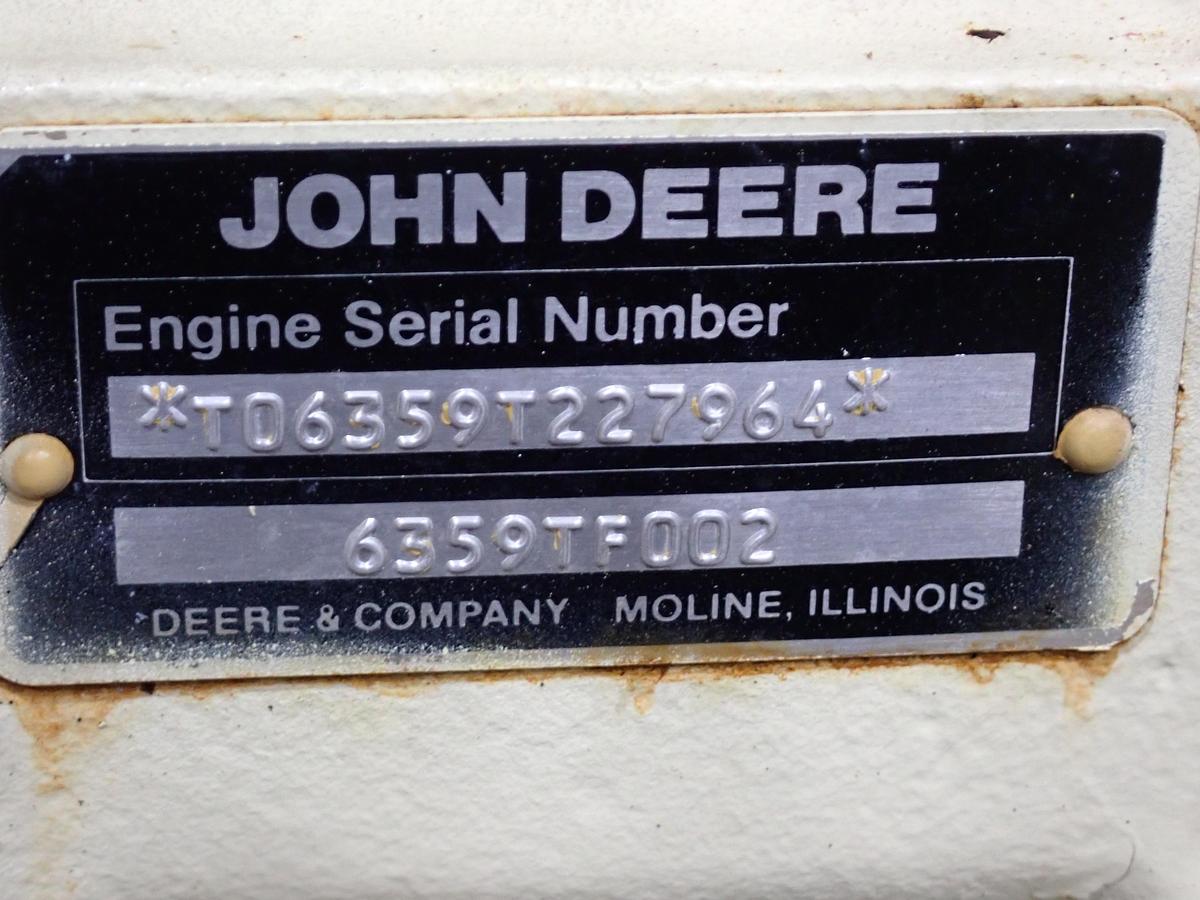 JOHN DEERE
Engine Serial Number
*T06359T227964*
6359TF002
DEERE & COMPANY MOLINE, ILLINOIS